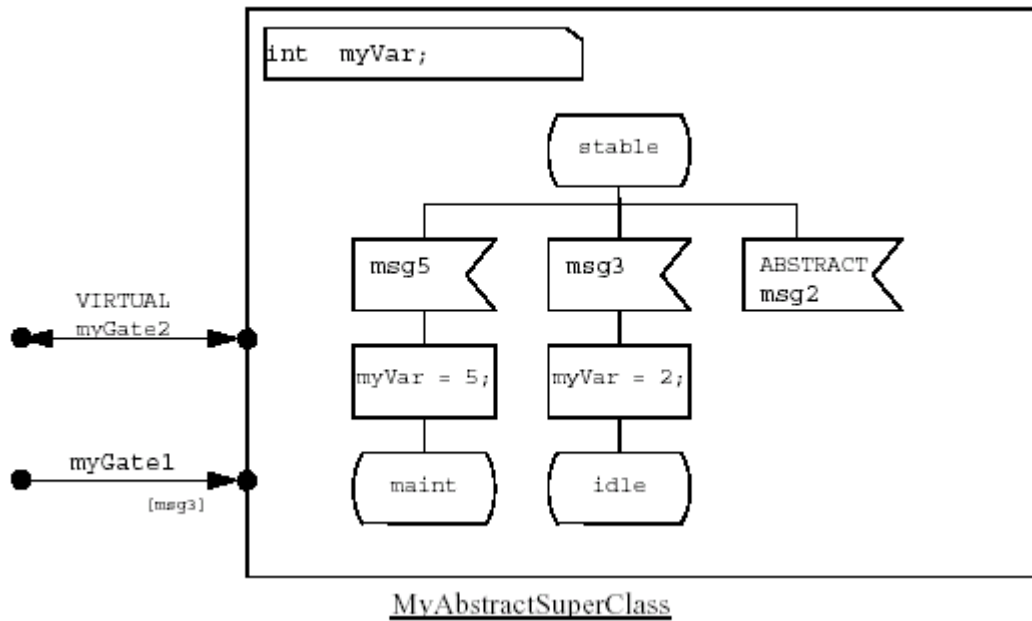 int  myVar;
stable
msg5
msg3
ABSTRACT
msg2
VIRTUAL
myGate2
myVar = 5;
myVar = 2;
myGate1
[msg3]
maint
idle
MyAbstractSuperClass